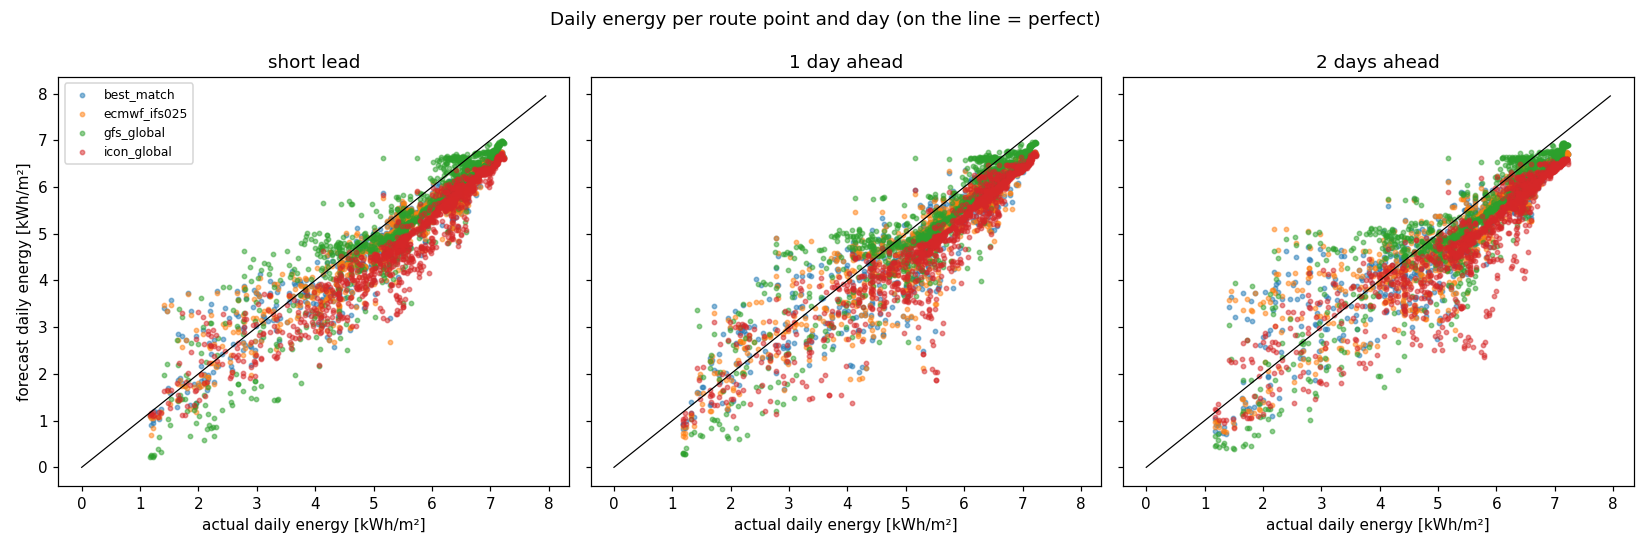 Daily energy per route point and day (on the line = perfect)
short lead
1 day ahead
2 days ahead
best_match
ecmwf_ifs025
gfs_global
icon_global
forecast daily energy [kWh/m²]
8
7
6
5
4
3
2
1
0
0 1 2 3 4 5 6 7 8
0 1 2 3 4 5 6 7 8
0 1 2 3 4 5 6 7 8
actual daily energy [kWh/m²]
actual daily energy [kWh/m²]
actual daily energy [kWh/m²]